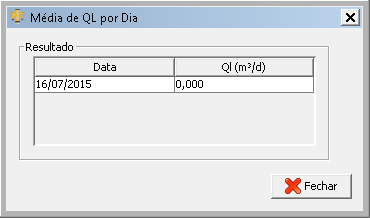 Média de QL por Dia
Resultado
Data Ql (m³/d)
16/07/2015 0,000
Fechar